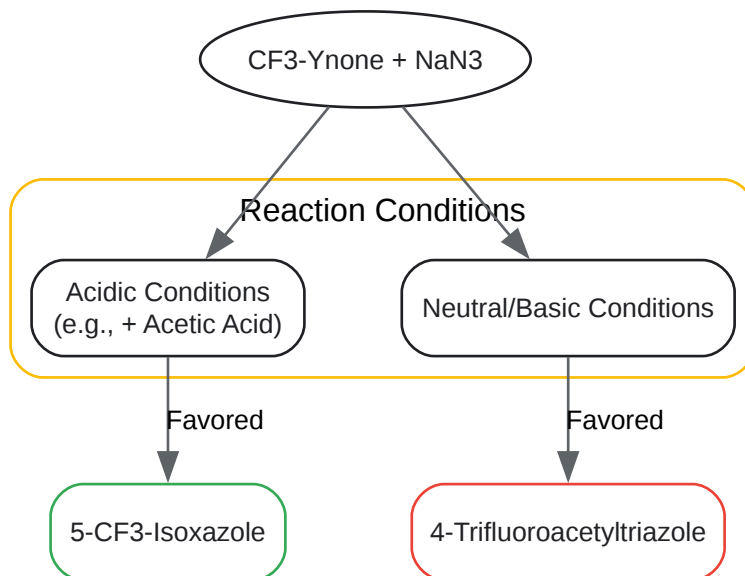 CF3-Ynone + NaN3
Reaction Conditions
Acidic Conditions
(e.g., + Acetic Acid)
Neutral/Basic Conditions
Favored
Favored
5-CF3-Isoxazole
4-Trifluoroacetyltriazole